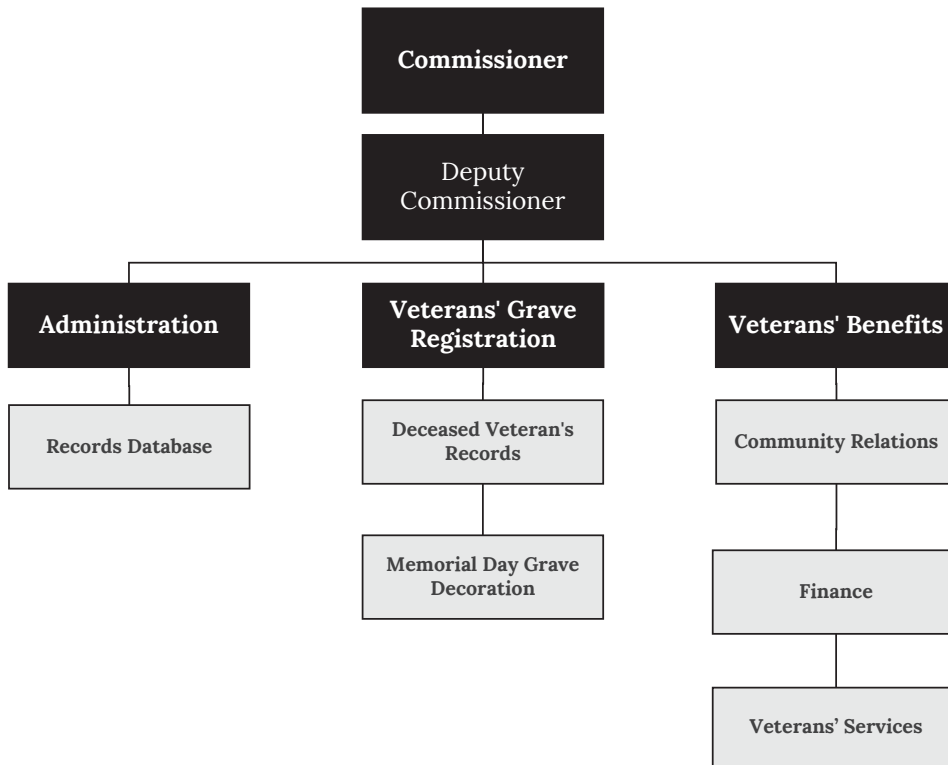 Commissioner
Deputy
Commissioner
Administration
Veterans' Grave
Registration
Veterans' Benefits
Records Database
Deceased Veteran's
Records
Community Relations
Memorial Day Grave
Decoration
Finance
Veterans’ Services